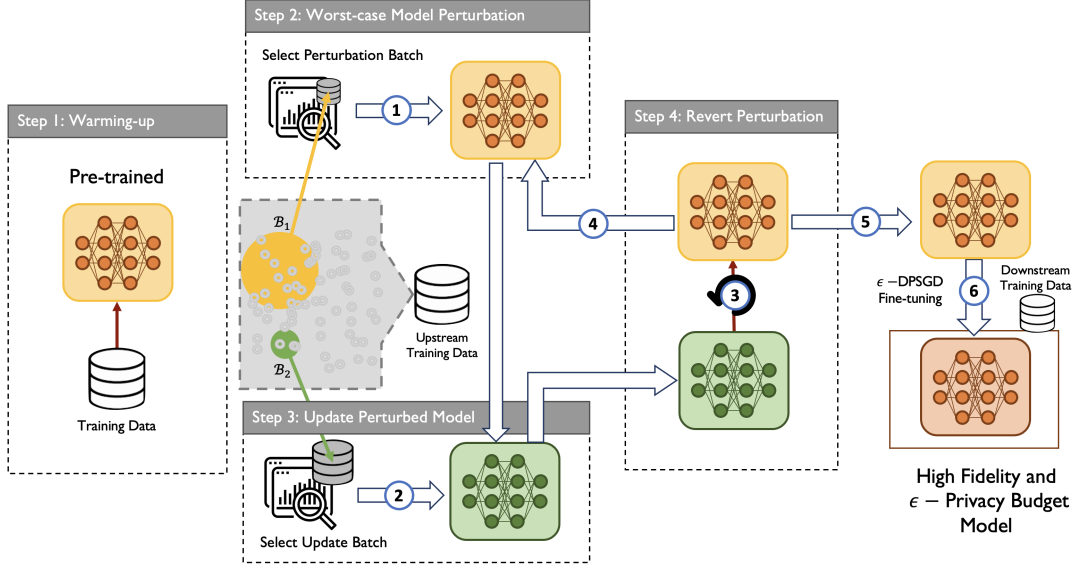 Step 1: Warming-up
Pre-trained
Training Data
Step 2: Worst-case Model Perturbation
Select Perturbation Batch
1
ℬ1
ℬ2
Upstream
Training Data
Step 3: Update Perturbed Model
Select Update Batch
2
Step 4: Revert Perturbation
4
3
5
ϵ −DPSGD
Fine-tuning
6
Downstream
Training Data
High Fidelity and
ϵ − Privacy Budget
Model